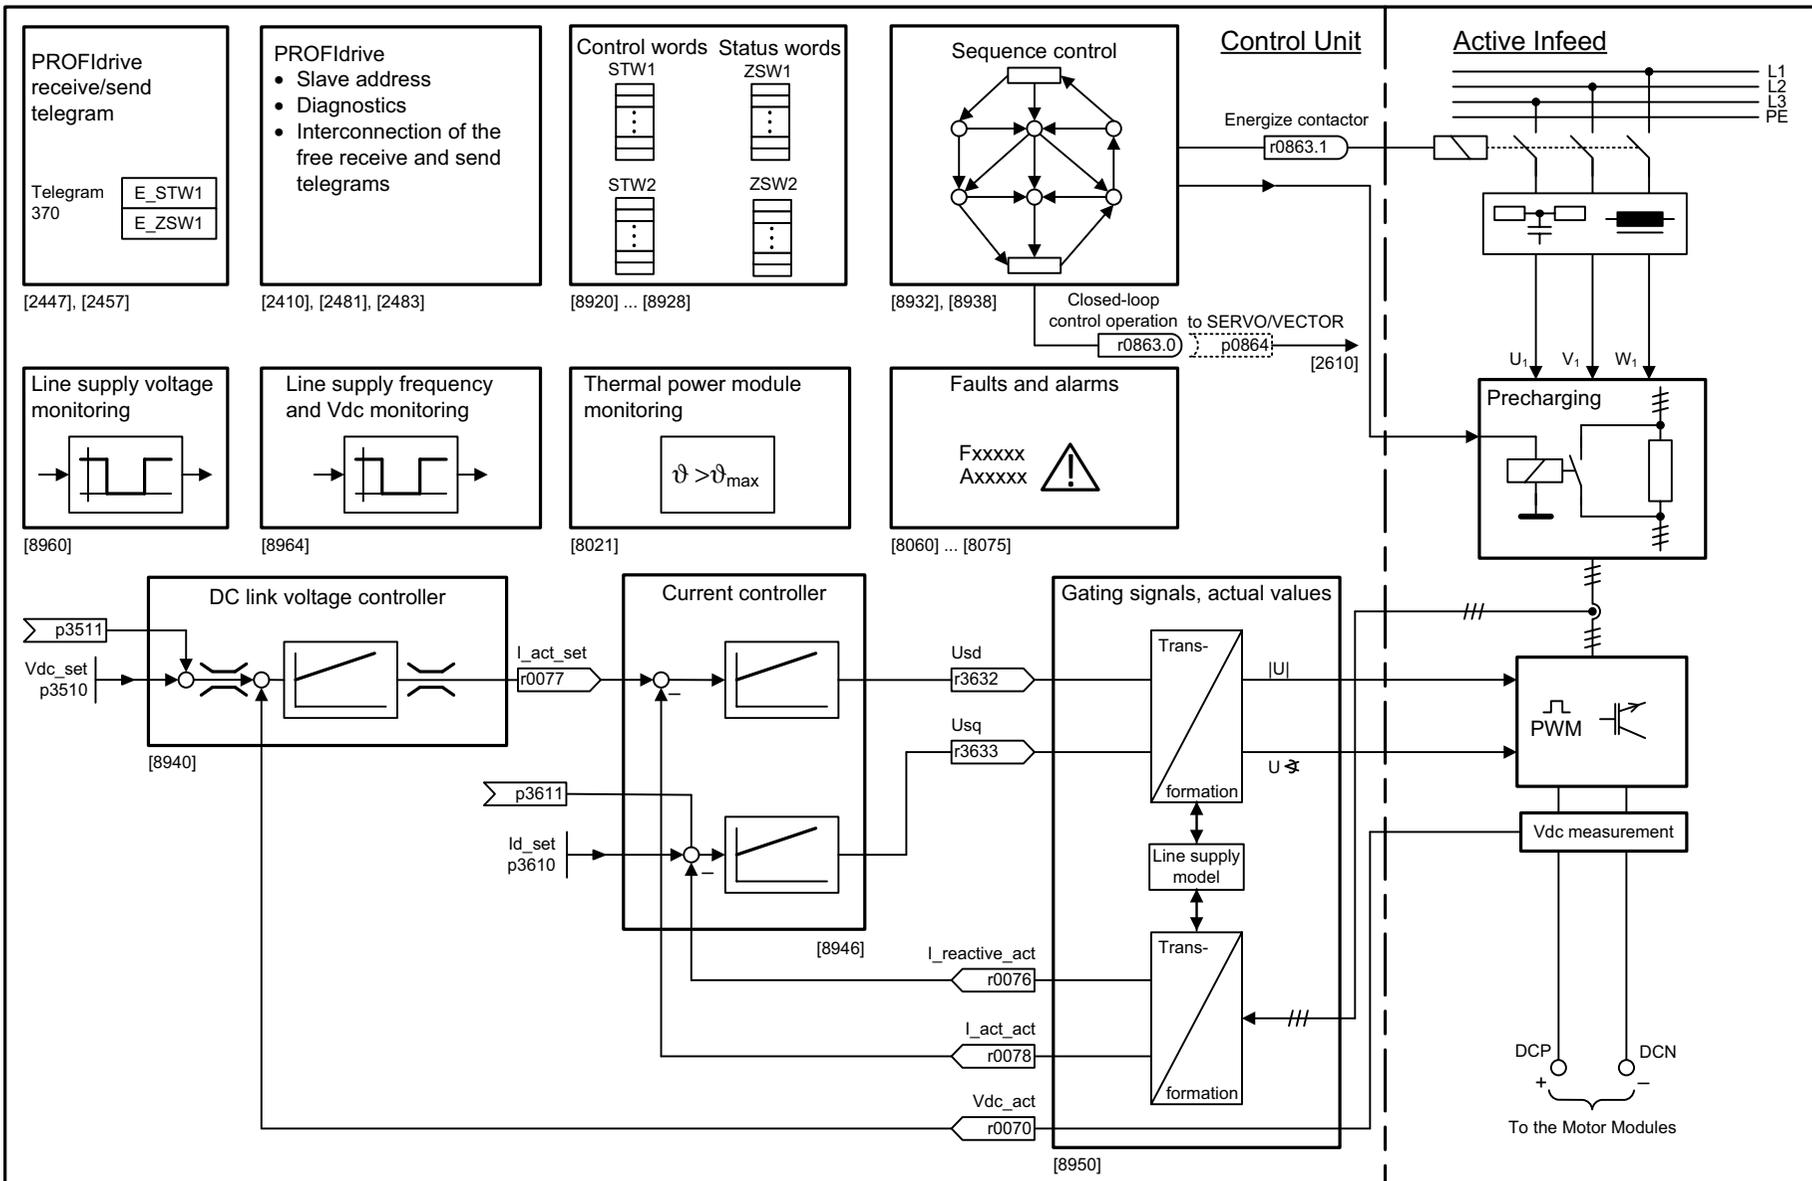 PROFIdrive
receive/send
telegram
Telegram
370
E_STW1
E_ZSW1
[2447], [2457]
PROFIdrive
• Slave address
• Diagnostics
• Interconnection of the
free receive and send
telegrams
[2410], [2481], [2483]
Control words
Status words
STW1
ZSW1
STW2
ZSW2
[8920] ... [8928]
Sequence control
[8932], [8938]
Control Unit
Active Infeed
L1
L2
L3
PE
Energize contactor
r0863.1
Closed-loop
control operation
to SERVO/VECTOR
r0863.0
p0864
[2610]
U1
V1
W1
Line supply voltage
monitoring
[8960]
Line supply frequency
and Vdc monitoring
[8964]
Thermal power module
monitoring
ϑ >ϑmax
[8021]
Faults and alarms
Fxxxxx
Axxxxx
!
[8060] ... [8075]
Precharging
DC link voltage controller
p3511
Vdc_set
p3510
[8940]
I_act_set
r0077
Current controller
p3611
Id_set
p3610
–
–
[8946]
Usd
r3632
Usq
r3633
Gating signals, actual values
Trans-
formation
|U|
U ∢
Line supply
model
Trans-
formation
I_reactive_act
r0076
I_act_act
r0078
Vdc_act
r0070
[8950]
PWM
Vdc measurement
DCP
DCN
+
–
To the Motor Modules